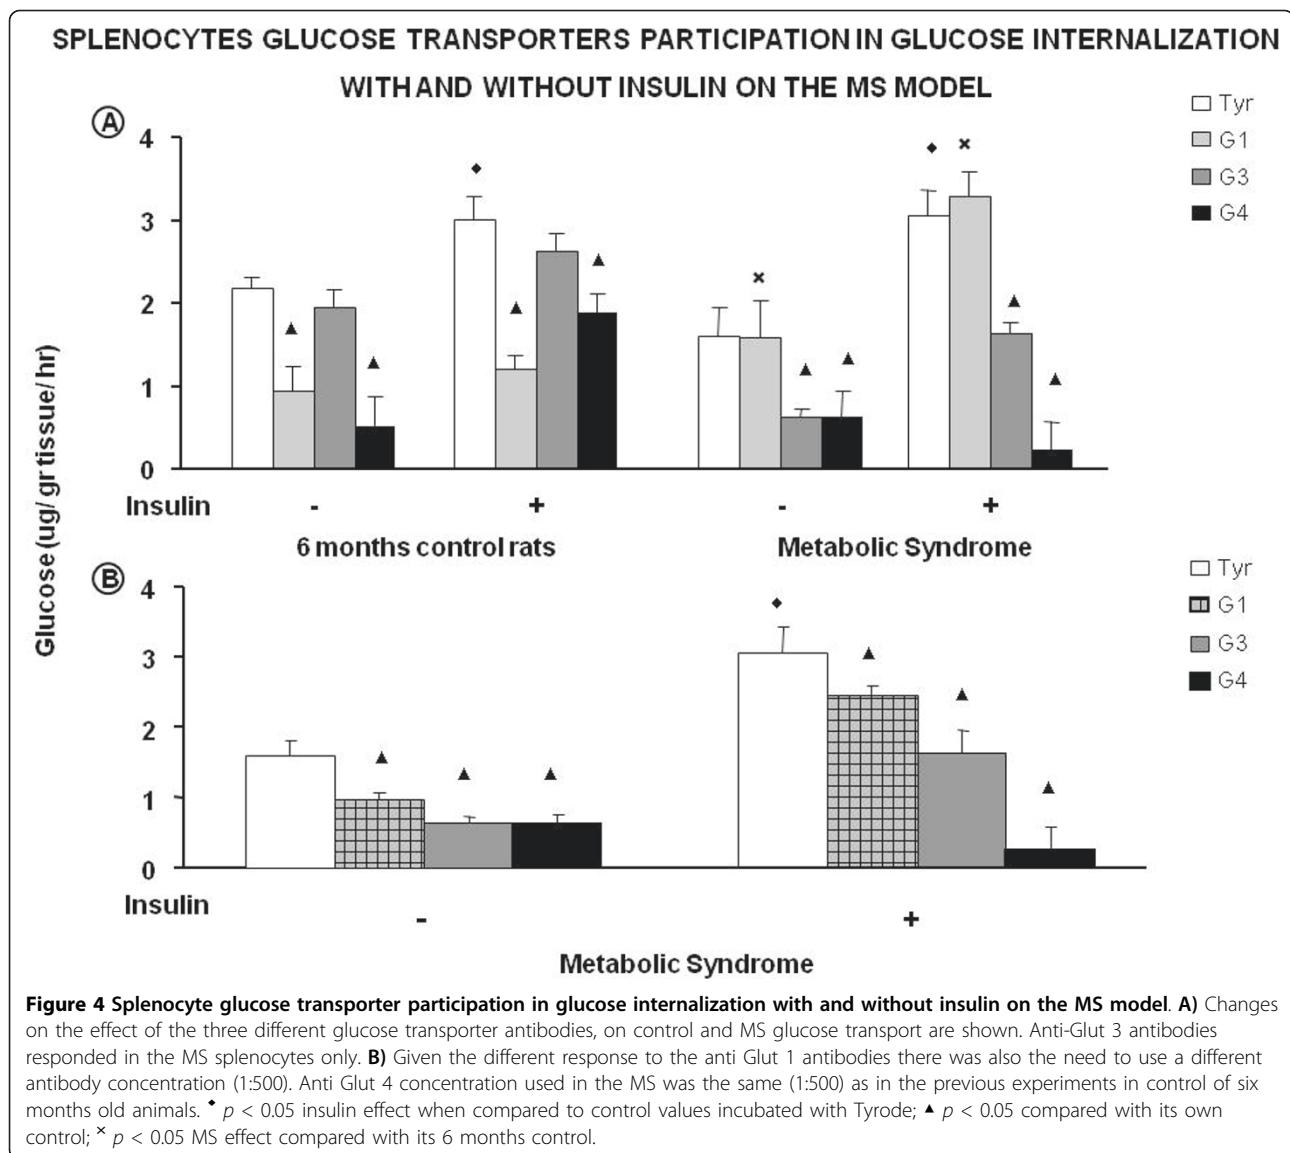 SPLENOCYTES GLUCOSE TRANSPORTERS PARTICIPATION IN GLUCOSE INTERNALIZATION
WITH AND WITHOUT INSULIN ON THE MS MODEL
A
Tyr
G1
G3
G4
4
3
2
1
0
Insulin - + - +
6 months control rats Metabolic Syndrome
Glucose (ug/ gr tissue/ hr)
B
Tyr
G1
G3
G4
4
3
2
1
0
Insulin - +
Metabolic Syndrome
Figure 4 Splenocyte glucose transporter participation in glucose internalization with and without insulin on the MS model. A) Changes
on the effect of the three different glucose transporter antibodies, on control and MS glucose transport are shown. Anti-Glut 3 antibodies
responded in the MS splenocytes only. B) Given the different response to the anti Glut 1 antibodies there was also the need to use a different
antibody concentration (1:500). Anti Glut 4 concentration used in the MS was the same (1:500) as in the previous experiments in control of six
months old animals. ◆ p < 0.05 insulin effect when compared to control values incubated with Tyrode; ▲ p < 0.05 compared with its own
control; × p < 0.05 MS effect compared with its 6 months control.